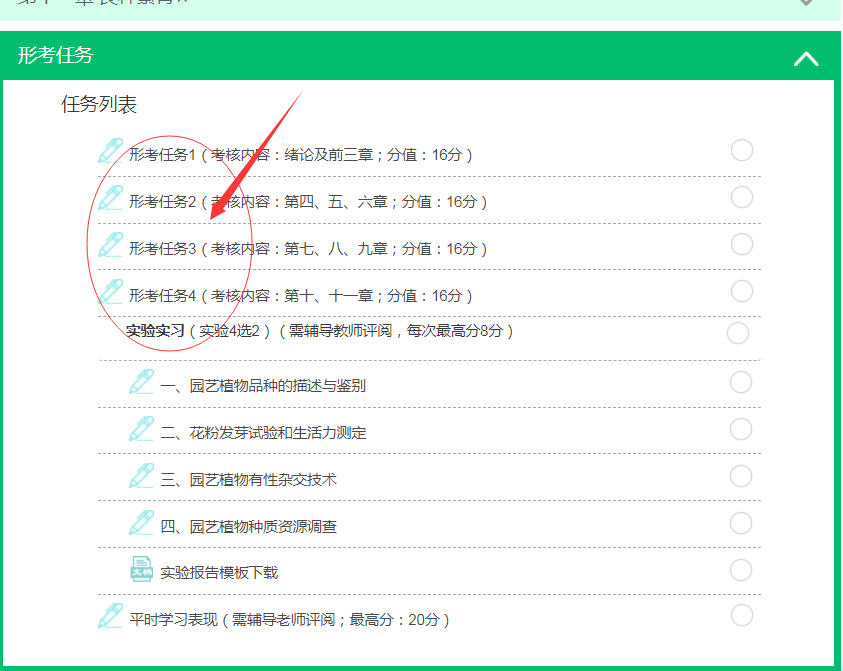 形考任务
任务列表
形考任务1（考核内容：绪论及前三章；分值：16分）
形考任务2（考核内容：第四、五、六章；分值：16分）
形考任务3（考核内容：第七、八、九章；分值：16分）
形考任务4（考核内容：第十、十一章；分值：16分）
实验实习（实验4选2）（需辅导教师评阅，每次最高分8分）
一、园艺植物品种的描述与鉴别
二、花粉发芽试验和生活力测定
三、园艺植物有性杂交技术
四、园艺植物种质资源调查
文档
实验报告模板下载
平时学习表现（需辅导老师评阅；最高分：20分）